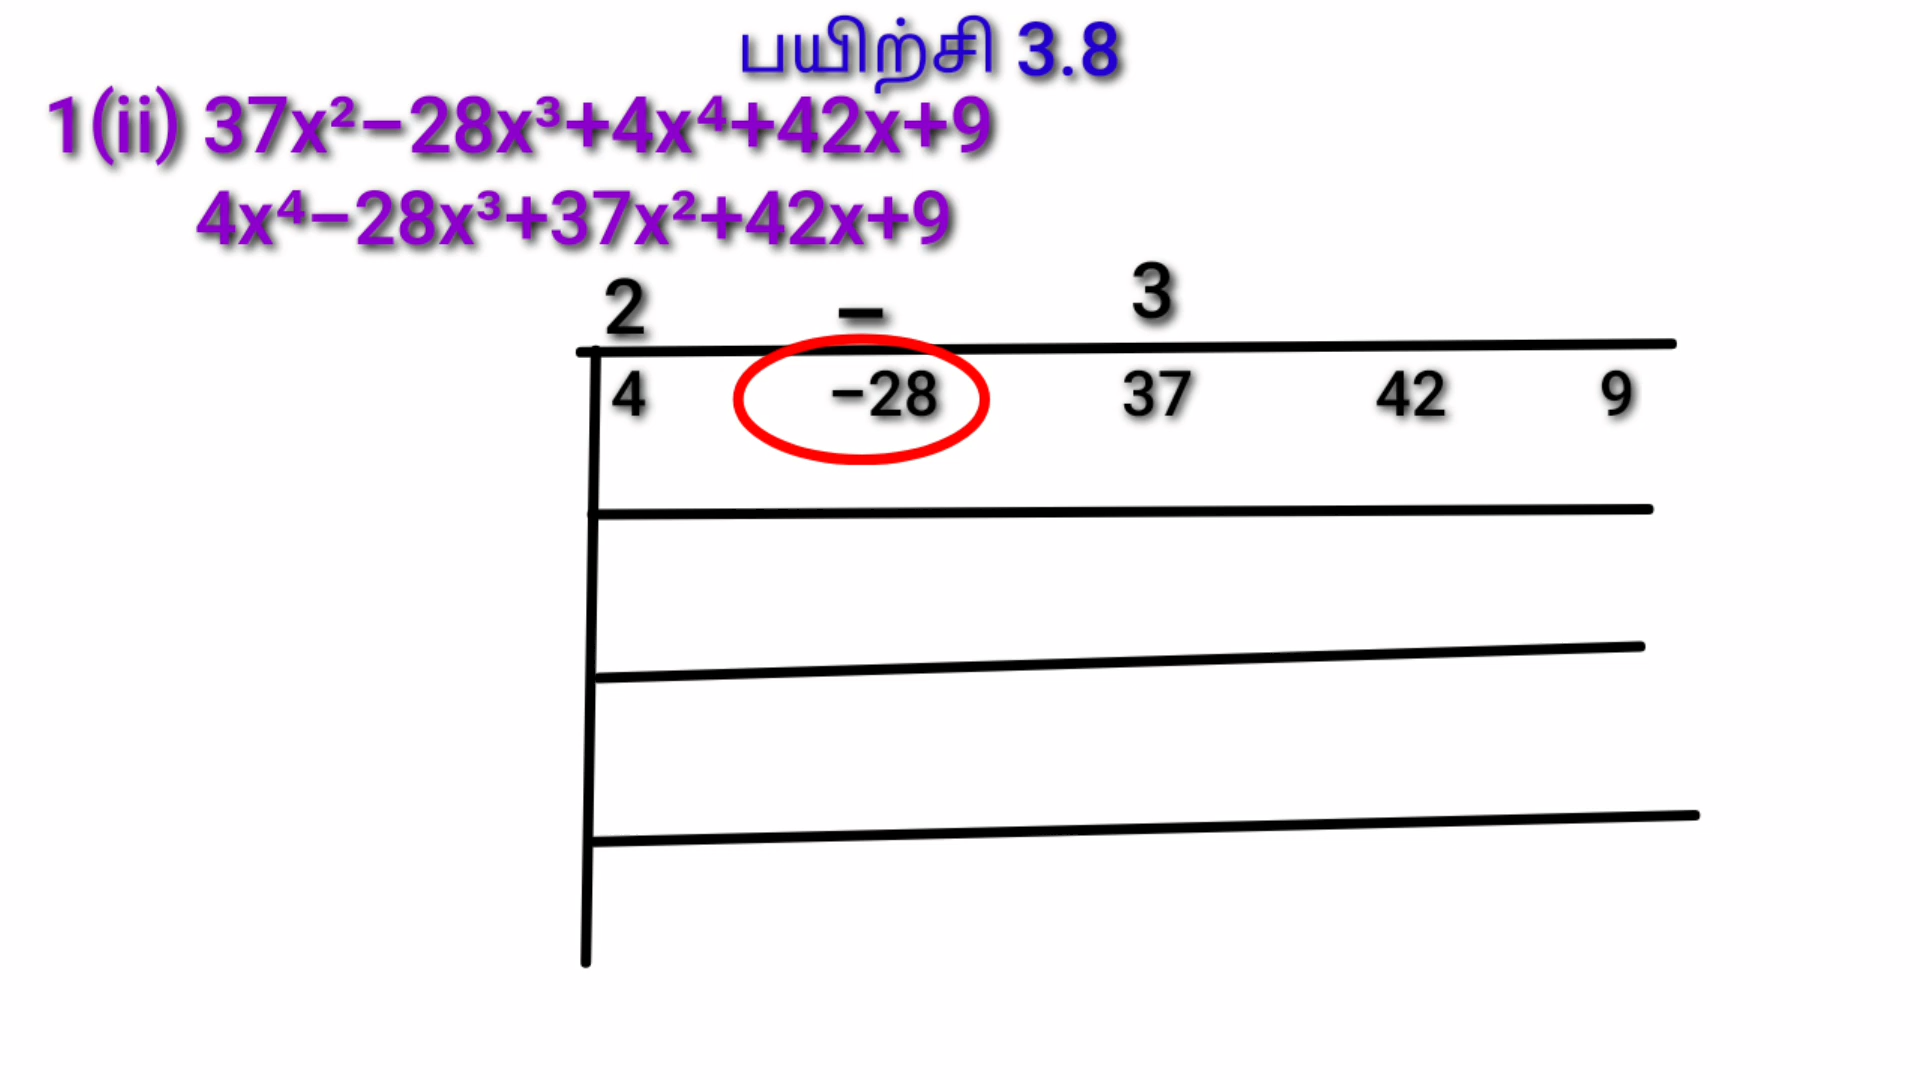 பயிற்சி 3.8
1(ii) 37x²−28x³+4x⁴+42x+9
4x⁴−28x³+37x²+42x+9
2 − 3
4 −28 37 42 9